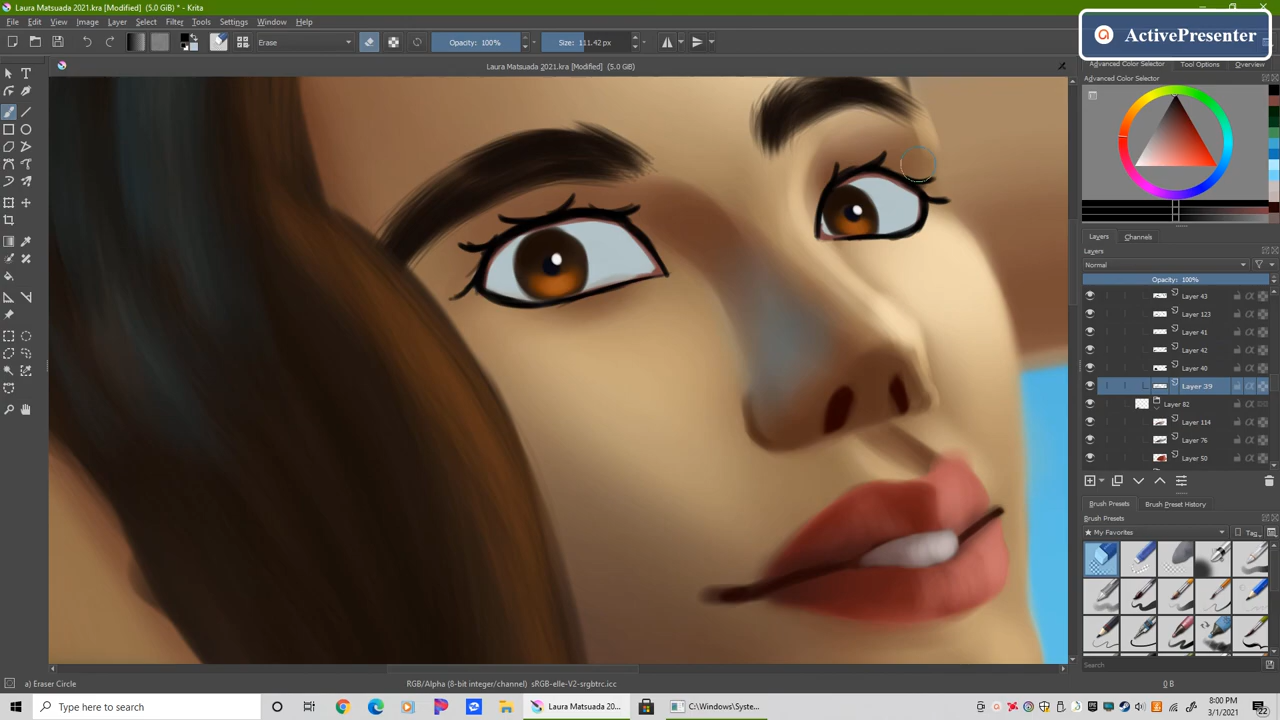 Laura Matsuada 2021.kra [Modified] (5.0 GiB) * - Krita
File Edit View Image Layer Select Filter Tools Settings Window Help
ActivePresenter
Erase
Opacity: 100%
Size: 111.42 px
Laura Matsuada 2021.kra [Modified] (5.0 GiB)
Advanced Color Selector
Tool Options
Overview
Advanced Color Selector
Layers
Channels
Layers
Normal
Opacity: 100%
Layer 43
Layer 123
Layer 41
Layer 42
Layer 40
Layer 39
Layer 82
Layer 114
Layer 76
Layer 50
Brush Presets
Brush Preset History
Brush Presets
My Favorites
Tag
Search
a) Eraser Circle
RGB/Alpha (8-bit integer/channel) sRGB-elle-V2-srgbtrc.icc
0 B
Type here to search
Laura Matsuada 20...
C:\Windows\Syste...
8:00 PM
3/1/2021
22